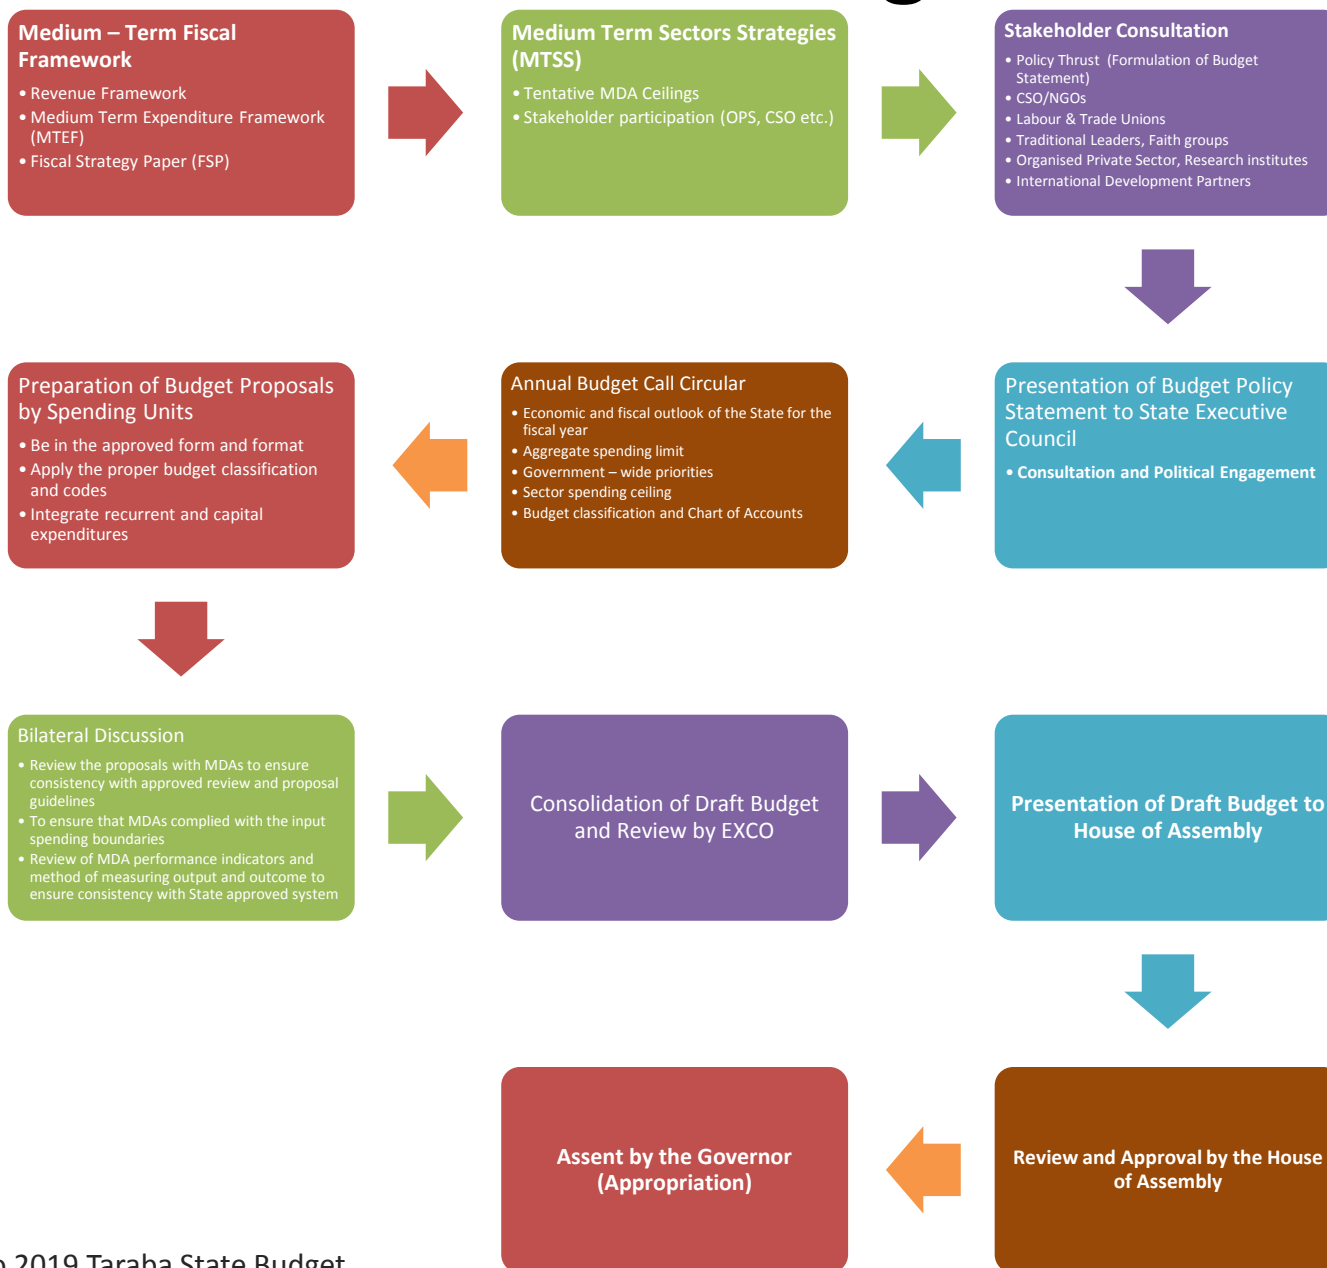 Medium – Term Fiscal
Framework
• Revenue Framework
• Medium Term Expenditure Framework
(MTEF)
• Fiscal Strategy Paper (FSP)
Medium Term Sectors Strategies
(MTSS)
• Tentative MDA Ceilings
• Stakeholder participation (OPS, CSO etc.)
Stakeholder Consultation
• Policy Thrust (Formulation of Budget
Statement)
• CSO/NGOs
• Labour & Trade Unions
• Traditional Leaders, Faith groups
• Organised Private Sector, Research institutes
• International Development Partners
Presentation of Budget Policy
Statement to State Executive
Council
• Consultation and Political Engagement
Annual Budget Call Circular
• Economic and fiscal outlook of the State for the
fiscal year
• Aggregate spending limit
• Government – wide priorities
• Sector spending ceiling
• Budget classification and Chart of Accounts
Preparation of Budget Proposals
by Spending Units
• Be in the approved form and format
• Apply the proper budget classification
and codes
• Integrate recurrent and capital
expenditures
Bilateral Discussion
• Review the proposals with MDAs to ensure
consistency with approved review and proposal
guidelines
• To ensure that MDAs complied with the input
spending boundaries
• Review of MDA performance indicators and
method of measuring output and outcome to
ensure consistency with State approved system
Consolidation of Draft Budget
and Review by EXCO
Presentation of Draft Budget to
House of Assembly
Review and Approval by the House
of Assembly
Assent by the Governor
(Appropriation)
2019 Taraba State Budget